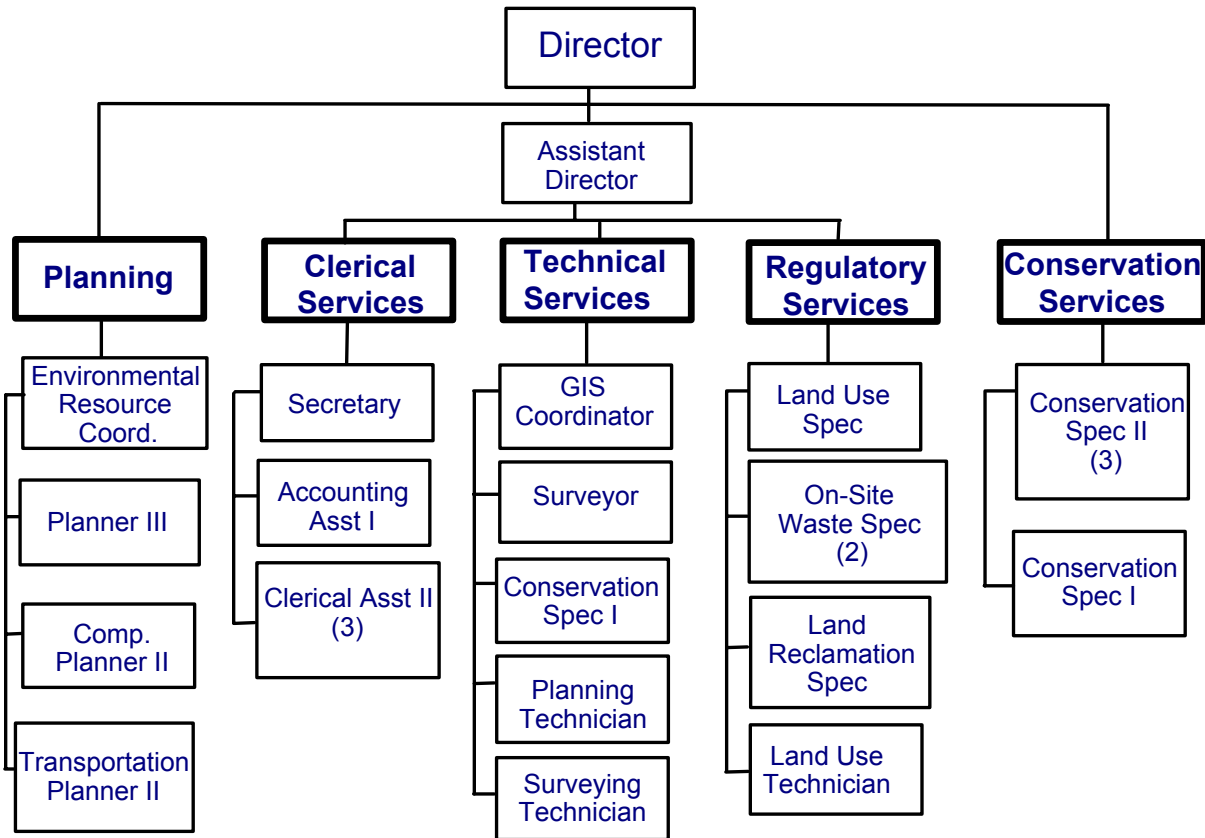 Director
Assistant
Director
Planning
Clerical
Services
Technical
Services
Regulatory
Services
Conservation
Services
Environmental
Resource
Coord.
Planner III
Comp.
Planner II
Transportation
Planner II
Secretary
Accounting
Asst I
Clerical Asst II
(3)
GIS
Coordinator
Surveyor
Conservation
Spec I
Planning
Technician
Surveying
Technician
Land Use
Spec
On-Site
Waste Spec
(2)
Land
Reclamation
Spec
Land Use
Technician
Conservation
Spec II
(3)
Conservation
Spec I